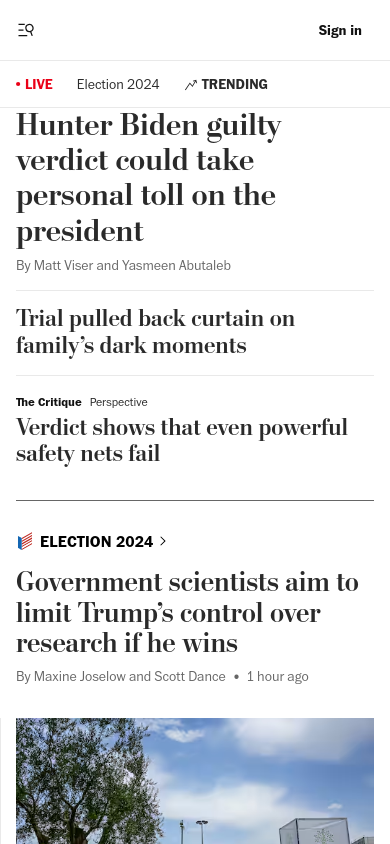 Sign in
LIVE Election 2024 TRENDING
Hunter Biden guilty
verdict could take
personal toll on the
president
By Matt Viser and Yasmeen Abutaleb
Trial pulled back curtain on
family’s dark moments
The Critique Perspective
Verdict shows that even powerful
safety nets fail
ELECTION 2024
Government scientists aim to
limit Trump’s control over
research if he wins
By Maxine Joselow and Scott Dance • 1 hour ago